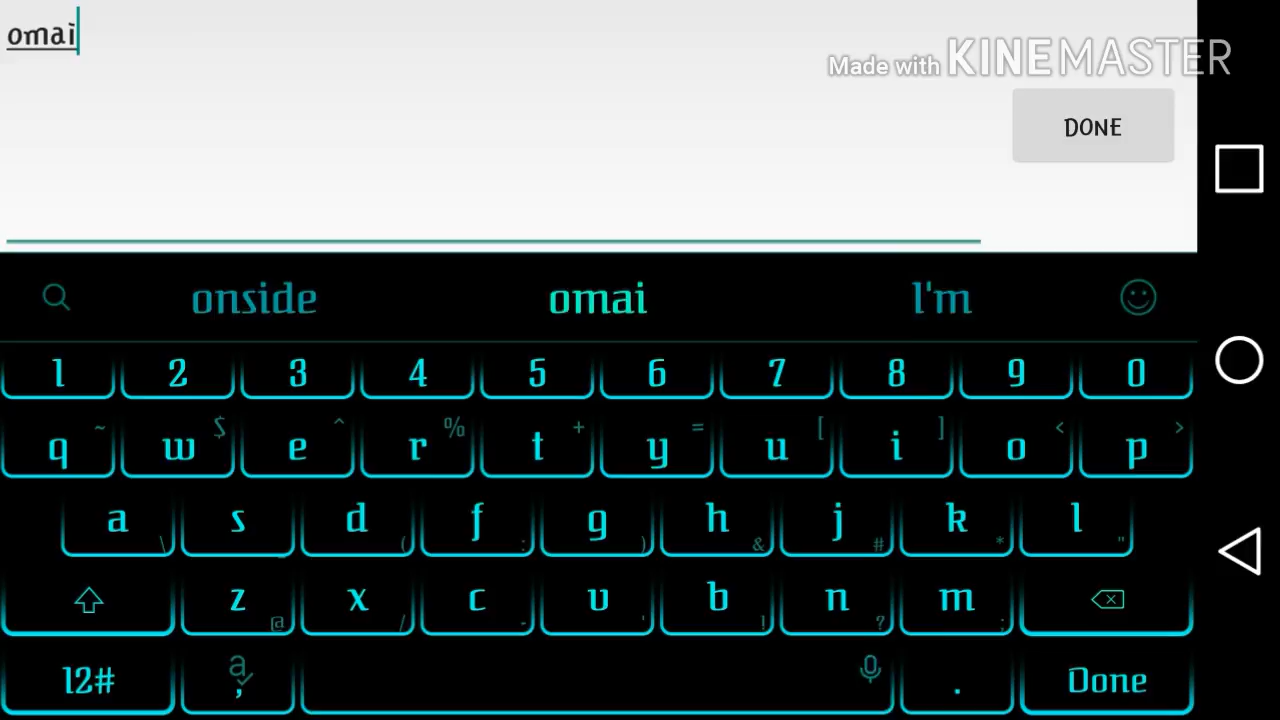 omai
Made with KINEMASTER
DONE
onside omai I'm
1 2 3 4 5 6 7 8 9 0
q ~ w $ e ^ r % t + y = u [ i ] o < p >
a \ s _ d ( f : g ) h & j # k * l "
z @ x / c - v ' b ! n ? m ;
12# a , . Done